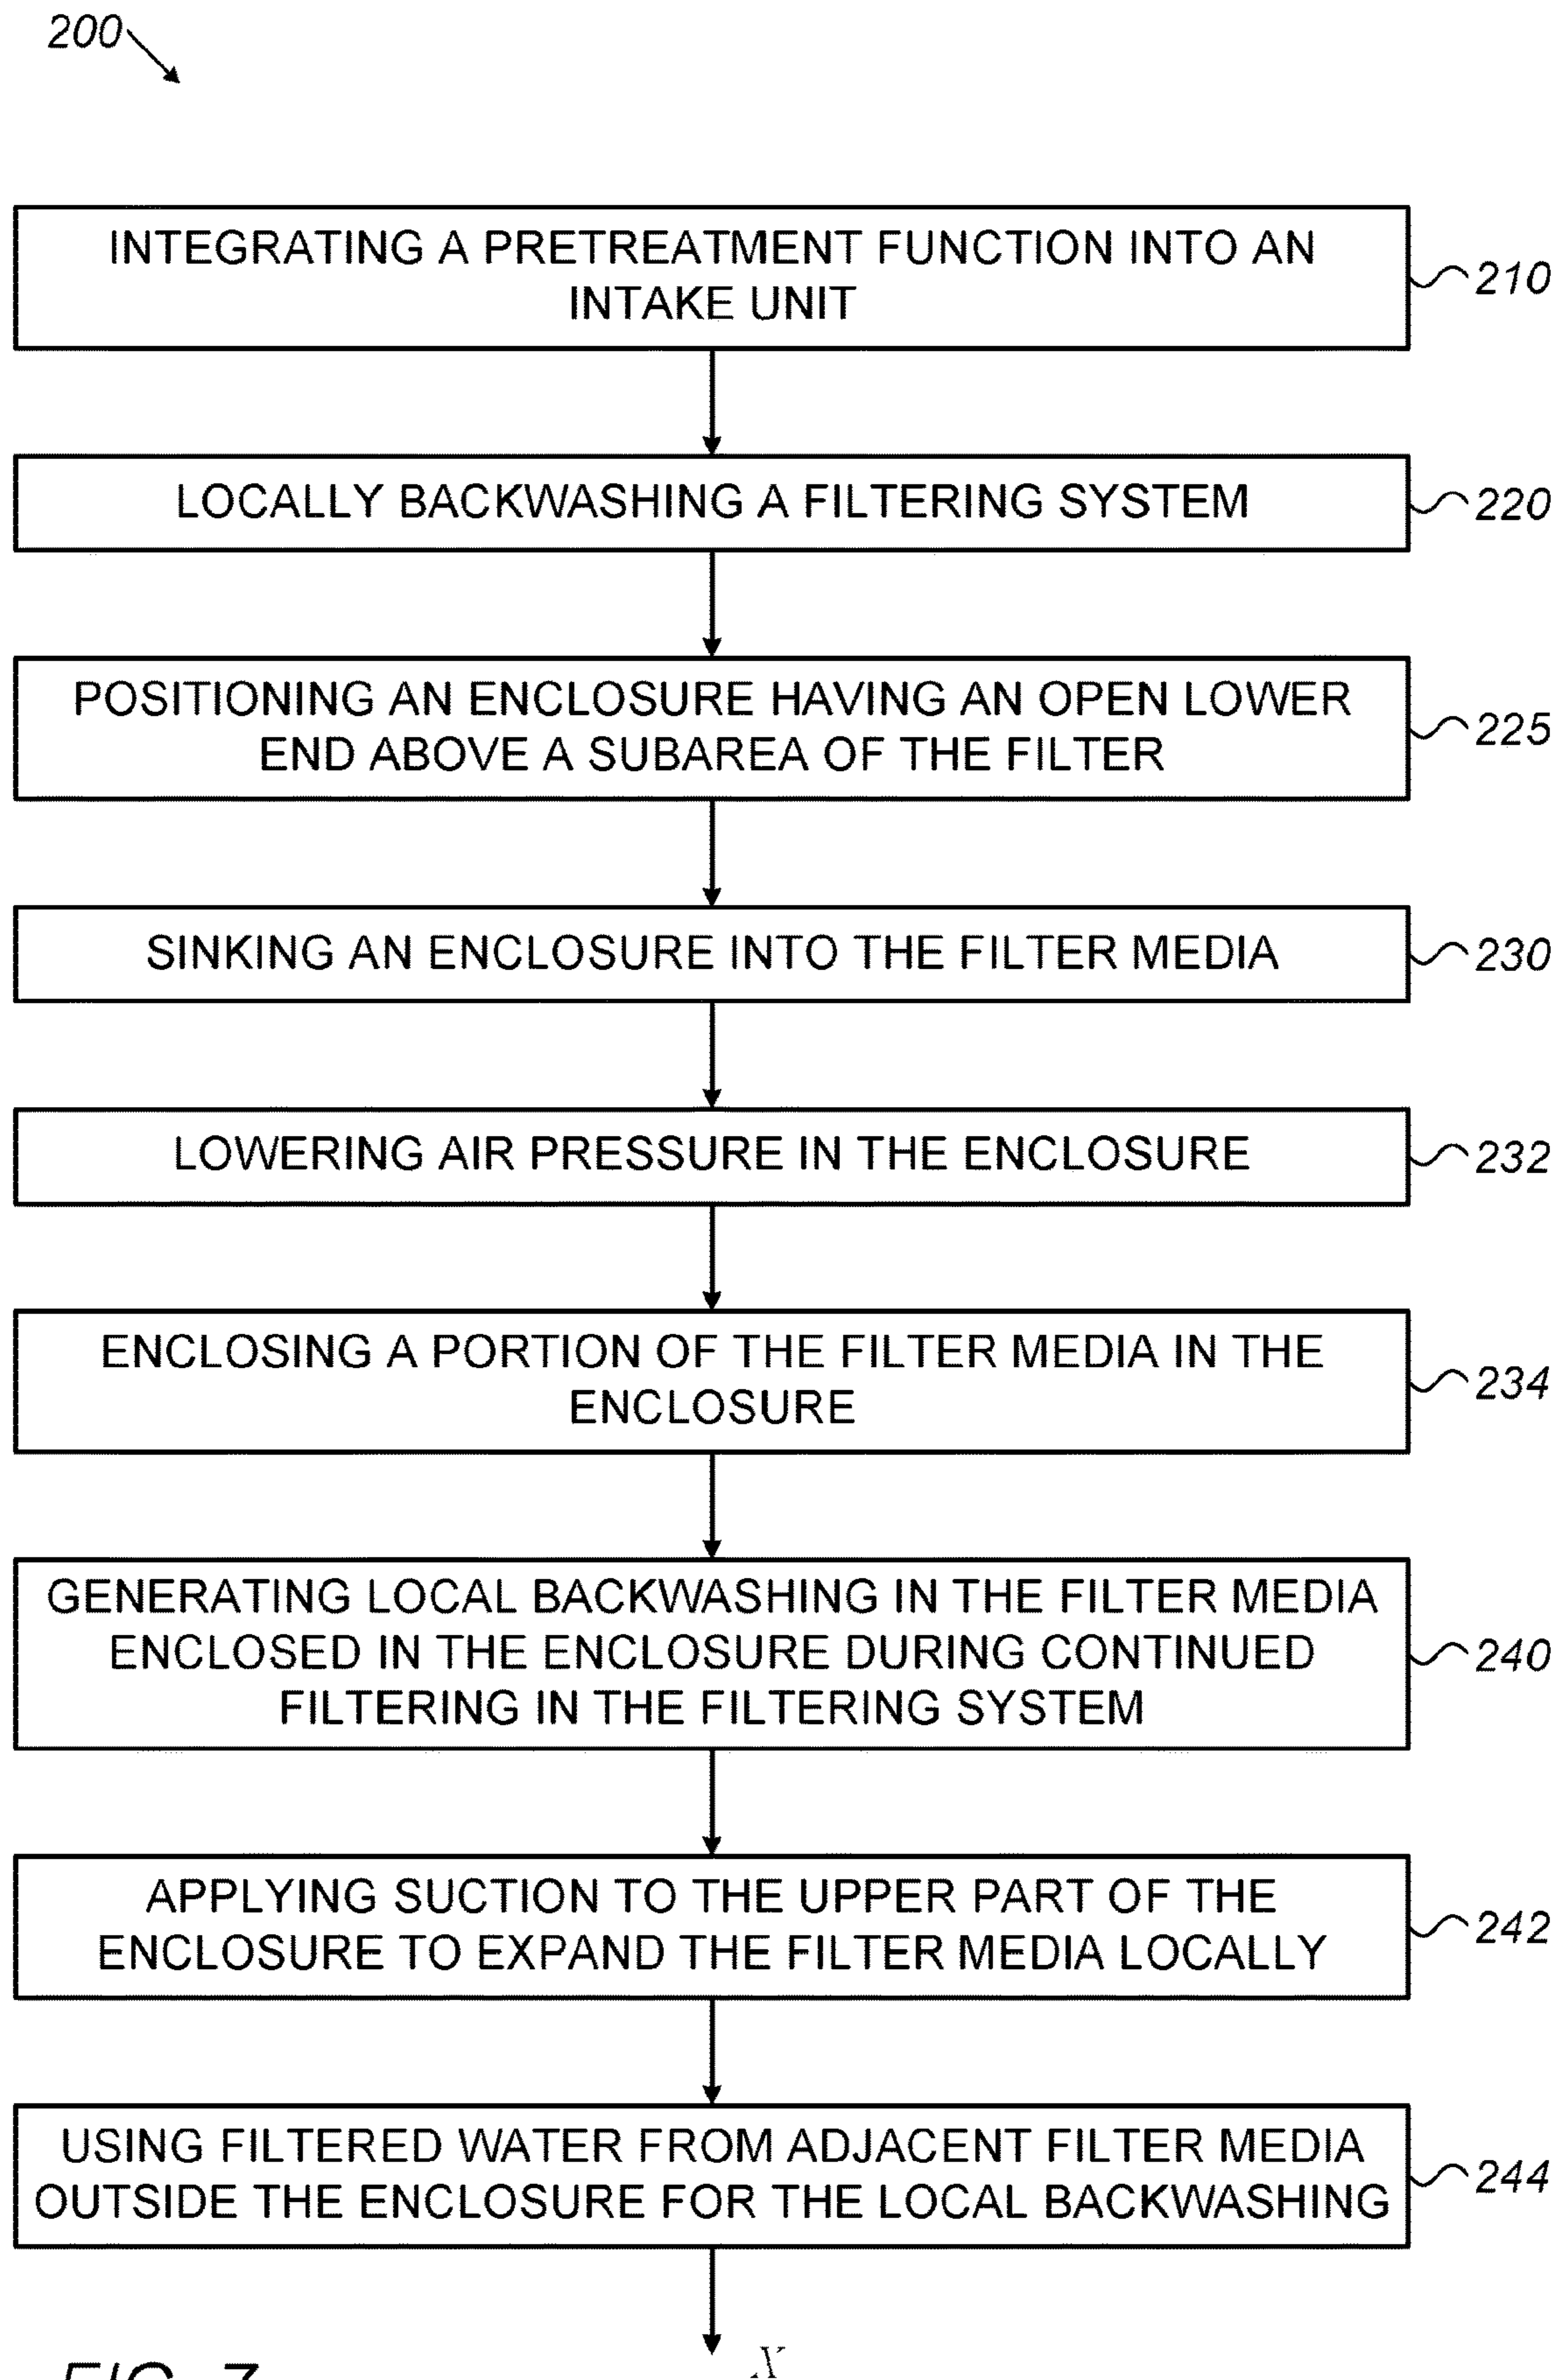 200
INTEGRATING A PRETREATMENT FUNCTION INTO AN
INTAKE UNIT
210
LOCALLY BACKWASHING A FILTERING SYSTEM
220
POSITIONING AN ENCLOSURE HAVING AN OPEN LOWER
END ABOVE A SUBAREA OF THE FILTER
225
SINKING AN ENCLOSURE INTO THE FILTER MEDIA
230
LOWERING AIR PRESSURE IN THE ENCLOSURE
232
ENCLOSING A PORTION OF THE FILTER MEDIA IN THE
ENCLOSURE
234
GENERATING LOCAL BACKWASHING IN THE FILTER MEDIA
ENCLOSED IN THE ENCLOSURE DURING CONTINUED
FILTERING IN THE FILTERING SYSTEM
240
APPLYING SUCTION TO THE UPPER PART OF THE
ENCLOSURE TO EXPAND THE FILTER MEDIA LOCALLY
242
USING FILTERED WATER FROM ADJACENT FILTER MEDIA
OUTSIDE THE ENCLOSURE FOR THE LOCAL BACKWASHING
244
X
FIG.